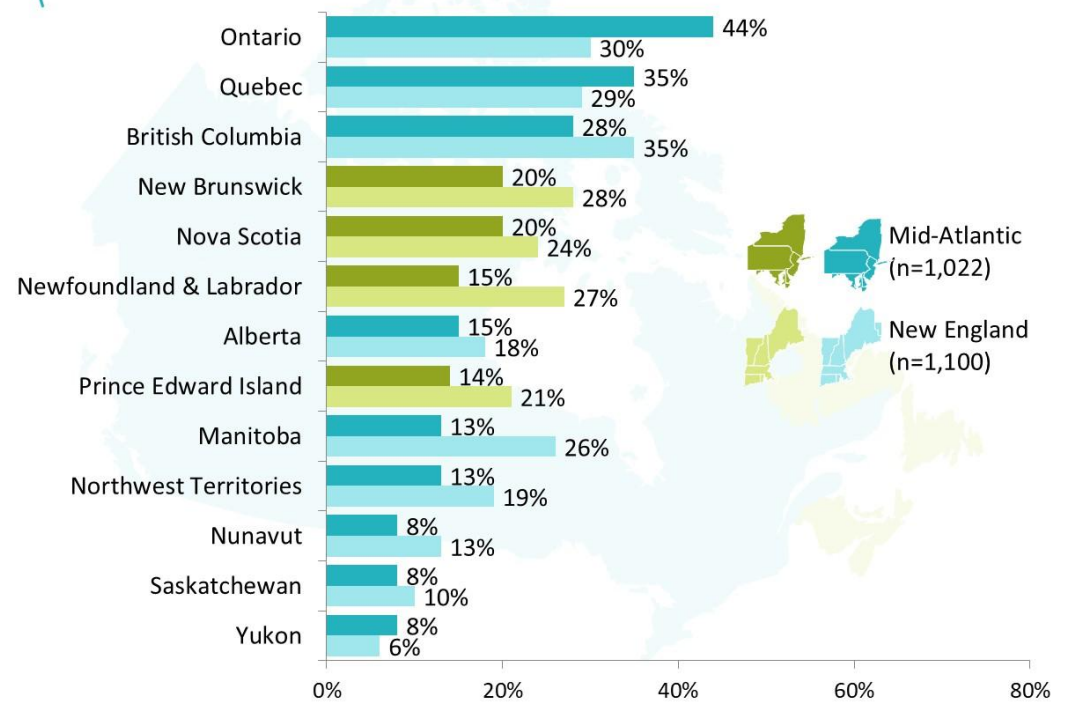 Ontario
44%
30%
Quebec
35%
29%
British Columbia
28%
35%
New Brunswick
20%
28%
Nova Scotia
20%
24%
Newfoundland & Labrador
15%
27%
Alberta
15%
18%
Prince Edward Island
14%
21%
Manitoba
13%
26%
Northwest Territories
13%
19%
Nunavut
8%
13%
Saskatchewan
8%
10%
Yukon
8%
6%
0%
20%
40%
60%
80%
Mid-Atlantic
(n=1,022)
New England
(n=1,100)